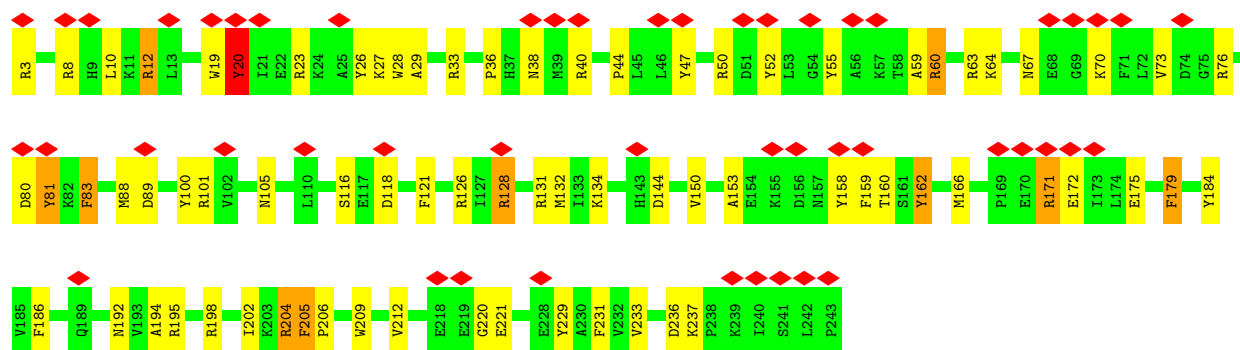 R3 R8 H9 L10 K11 R12 L13 W19 Y20 I21 E22 R23 K24 A25 Y26 K27 W28 A29 R33 P36 H37 N38 M39 R40 P44 L45 L46 Y47 R50 D51 Y52 L53 G54 Y55 A56 K57 T58 A59 R60 R63 K64 N67 E68 G69 K70 F71 L72 V73 D74 G75 R76
D80 Y81 K82 F83 M88 D89 Y100 R101 V102 N105 L110 S116 E117 D118 F121 R126 I127 R128 R131 M132 I133 K134 H143 D144 V150 A153 E154 K155 D156 N157 Y158 F159 T160 S161 Y162 M166 P169 E170 R171 E172 I173 L174 E175 F179 Y184
V185 F186 Q189 N192 V193 A194 R195 R198 I202 K203 R204 F205 P206 W209 V212 E218 E219 G220 E221 E228 Y229 A230 F231 V232 V233 D236 K237 P238 K239 I240 S241 L242 P243